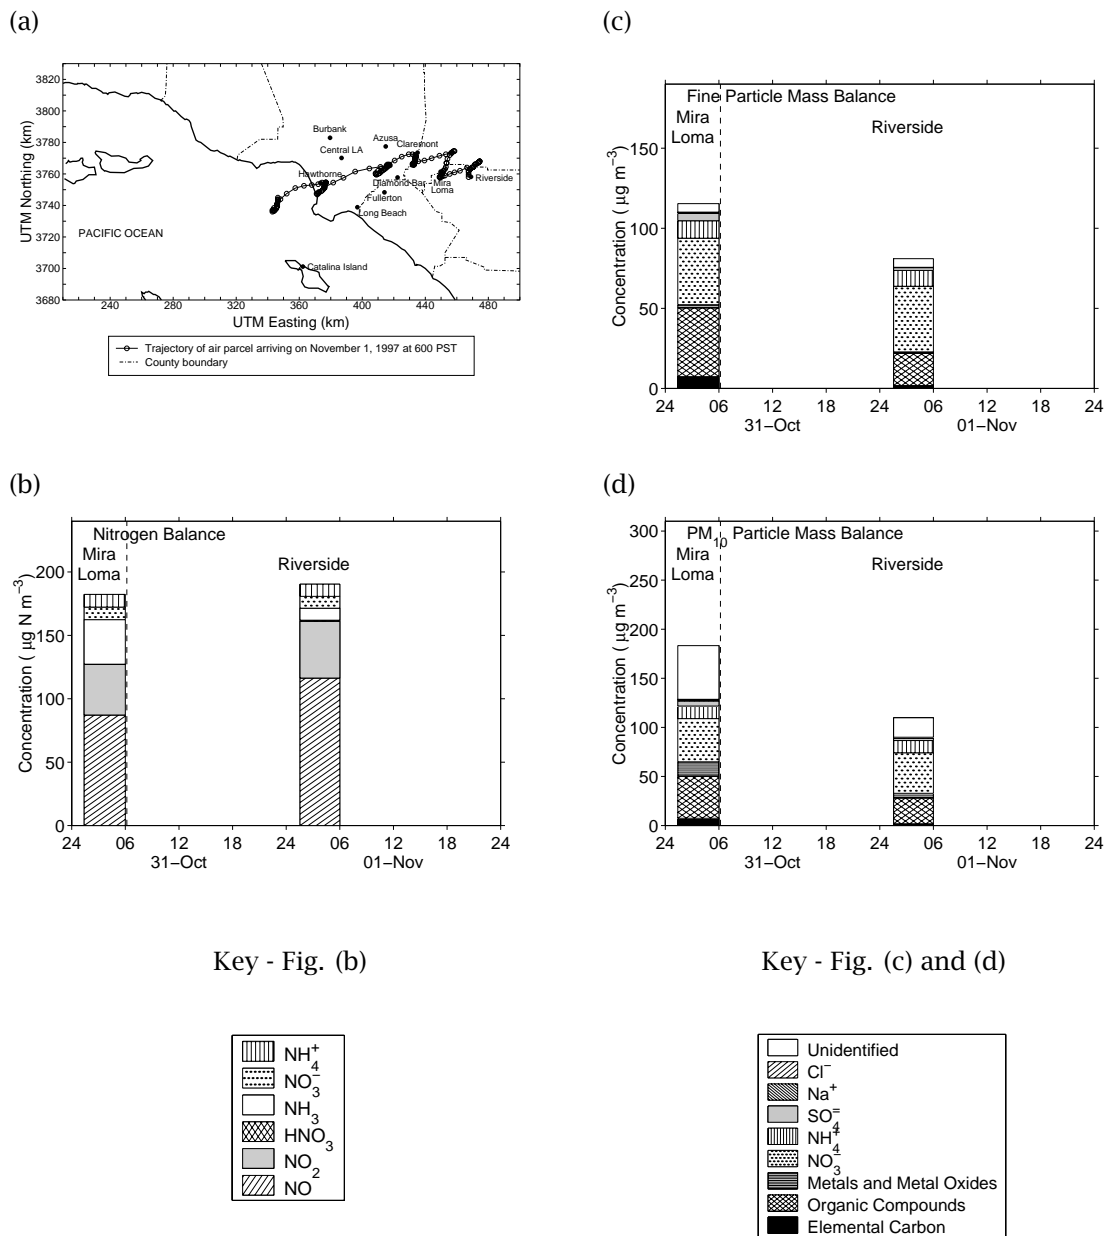 (a)
3820
3800
3780
3760
3740
3720
3700
3680
UTM Northing (km)
Burbank
Central LA
Azusa
Claremont
Hawthorne
Diamond Bar
Mira
Loma
Riverside
Fullerton
Long Beach
PACIFIC OCEAN
Catalina Island
240 280 320 360 400 440 480
UTM Easting (km)
Trajectory of air parcel arriving on November 1, 1997 at 600 PST
County boundary
(c)
Fine Particle Mass Balance
Mira
Loma
Riverside
150
100
50
0
Concentration ( μg m−3)
24 06 12 18 24 06 12 18 24
31−Oct 01−Nov
(b)
Nitrogen Balance
Mira
Loma
Riverside
200
150
100
50
0
Concentration ( μg N m−3)
24 06 12 18 24 06 12 18 24
31−Oct 01−Nov
(d)
PM10 Particle Mass Balance
Mira
Loma
Riverside
300
250
200
150
100
50
0
Concentration ( μg m−3)
24 06 12 18 24 06 12 18 24
31−Oct 01−Nov
Key - Fig. (b)
NH4+
NO3−
NH3
HNO3
NO2
NO
Key - Fig. (c) and (d)
Unidentified
Cl−
Na+
SO4=
NH4+
NO3−
Metals and Metal Oxides
Organic Compounds
Elemental Carbon